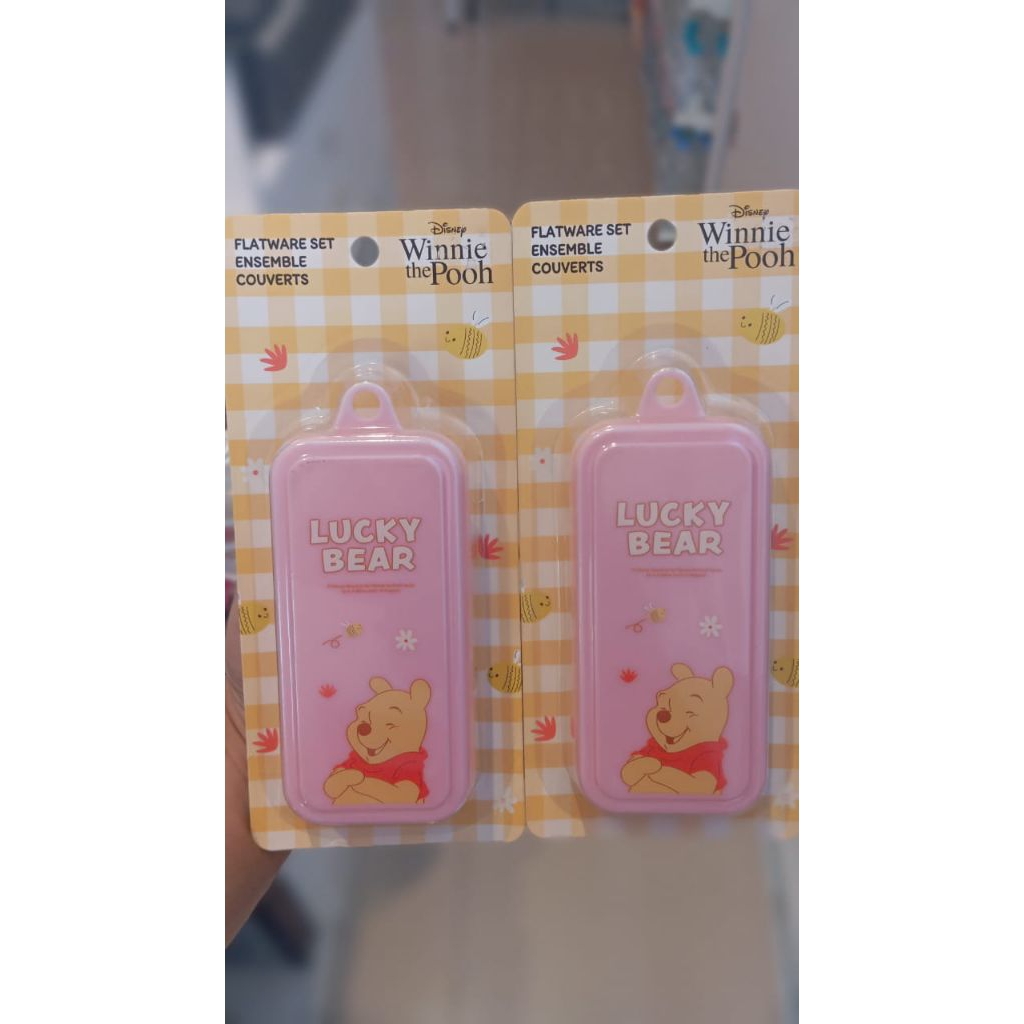 FLATWARE SET
ENSEMBLE
COUVERTS
Disney
Winnie
the Pooh
LUCKY
BEAR
FLATWARE SET
ENSEMBLE
COUVERTS
Disney
Winnie
the Pooh
LUCKY
BEAR